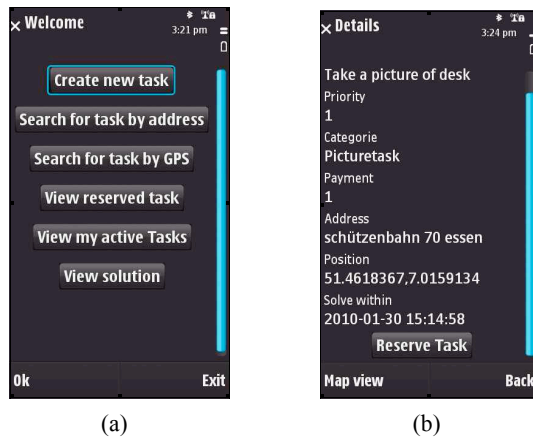 Welcome
3:21 pm
Create new task
Search for task by address
Search for task by GPS
View reserved task
View my active Tasks
View solution
Ok
Exit
(a)
Details
3:24 pm
Take a picture of desk
Priority
1
Categorie
Picturetask
Payment
1
Address
schützenbahn 70 essen
Position
51.4618367,7.0159134
Solve within
2010-01-30 15:14:58
Reserve Task
Map view
Back
(b)